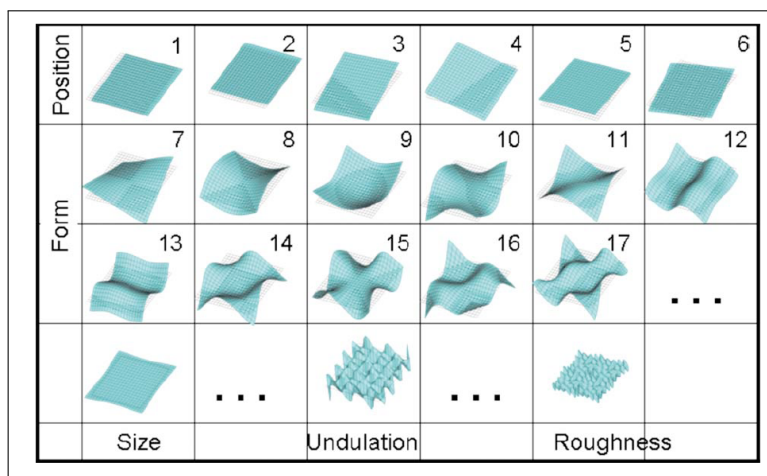 Position
1 2 3 4 5 6
Form
7 8 9 10 11 12
13 14 15 16 17 ...
... ...
Size Undulation Roughness